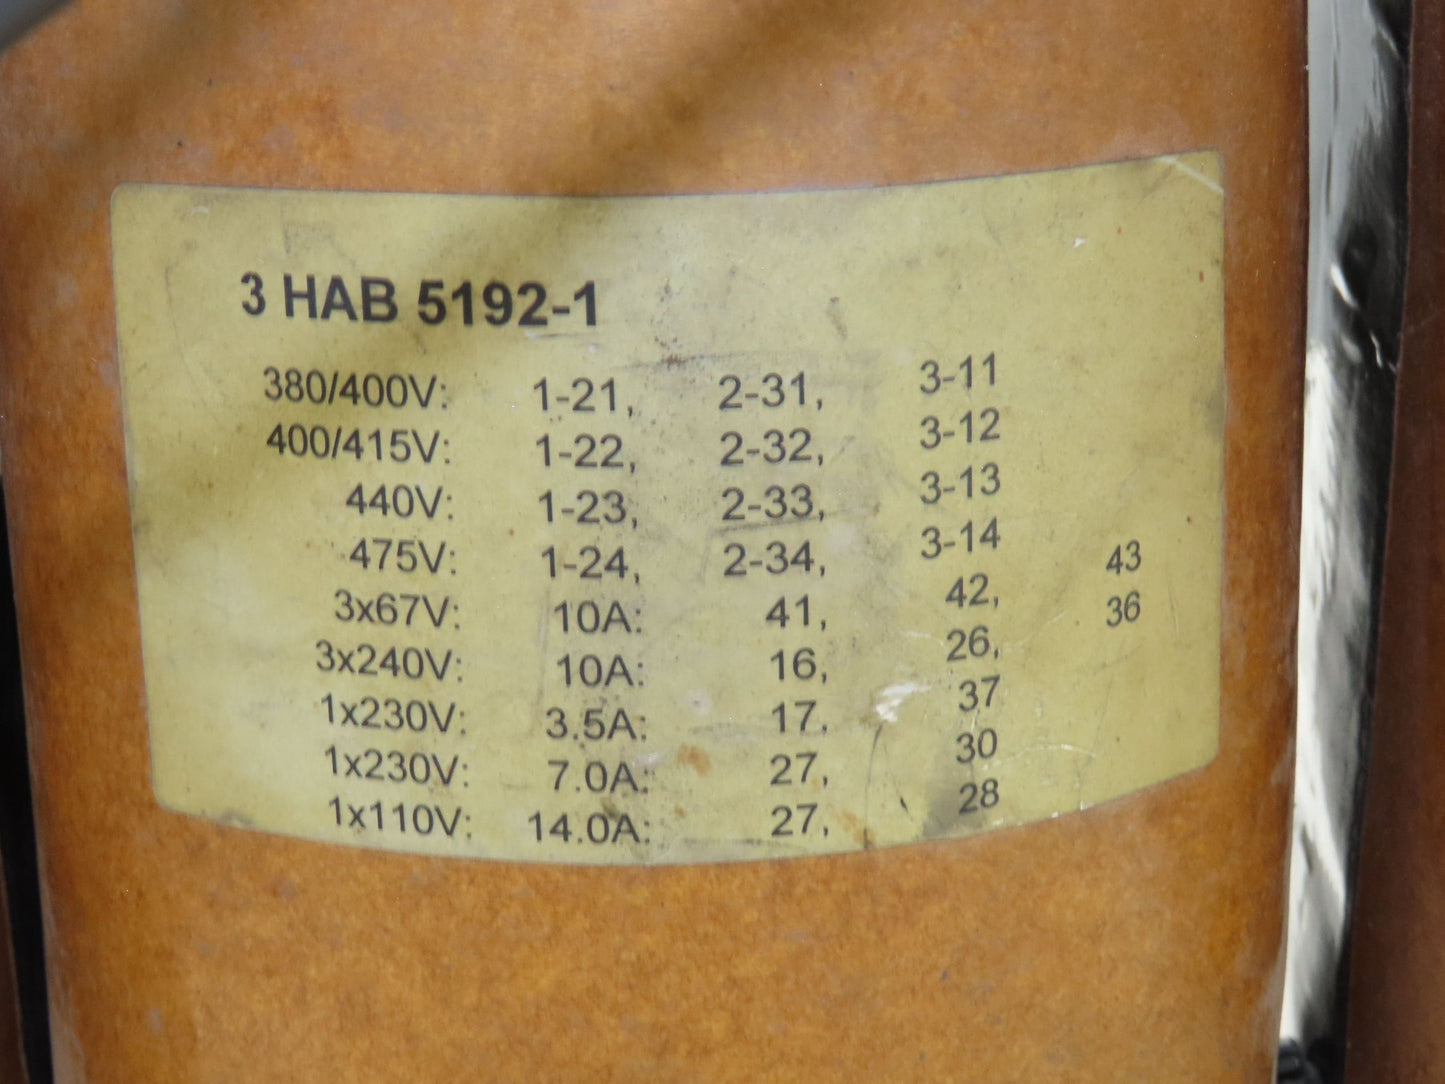 3 HAB 5192-1
380/400V: 1-21, 2-31, 3-11
400/415V: 1-22, 2-32, 3-12
440V: 1-23, 2-33, 3-13
475V: 1-24, 2-34, 3-14
3x67V: 10A: 41, 42, 43
3x240V: 10A: 16, 26, 36
1x230V: 3.5A: 17, 37
1x230V: 7.0A: 27, 30
1x110V: 14.0A: 27, 28